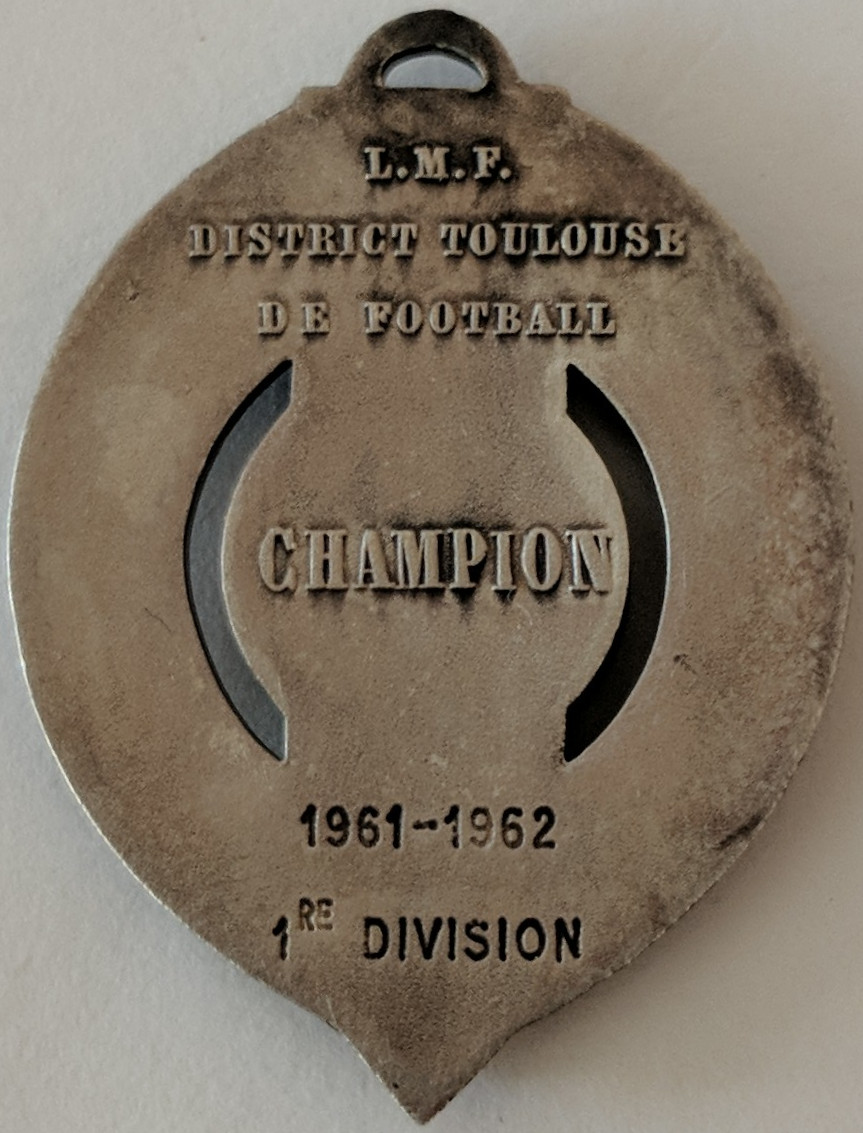 L.M.F.
DISTRICT TOULOUSE
DE FOOTBALL
CHAMPION
1961-1962
1RE DIVISION